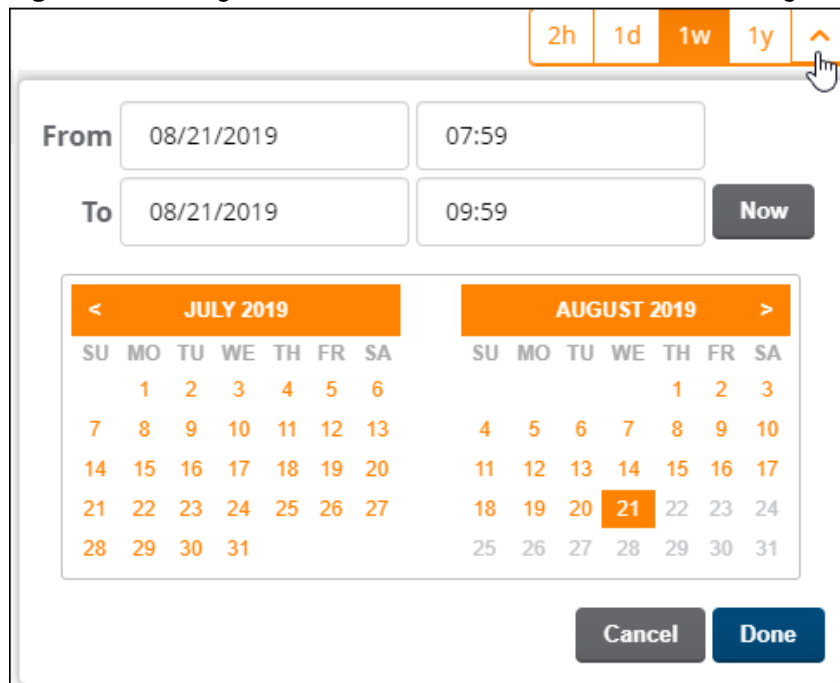 2h 1d 1w 1y
From 08/21/2019 07:59
To 08/21/2019 09:59 Now
< JULY 2019 AUGUST 2019 >
SU MO TU WE TH FR SA SU MO TU WE TH FR SA
1 2 3 4 5 6 1 2 3
7 8 9 10 11 12 13 4 5 6 7 8 9 10
14 15 16 17 18 19 20 11 12 13 14 15 16 17
21 22 23 24 25 26 27 18 19 20 21 22 23 24
28 29 30 31 25 26 27 28 29 30 31
Cancel Done